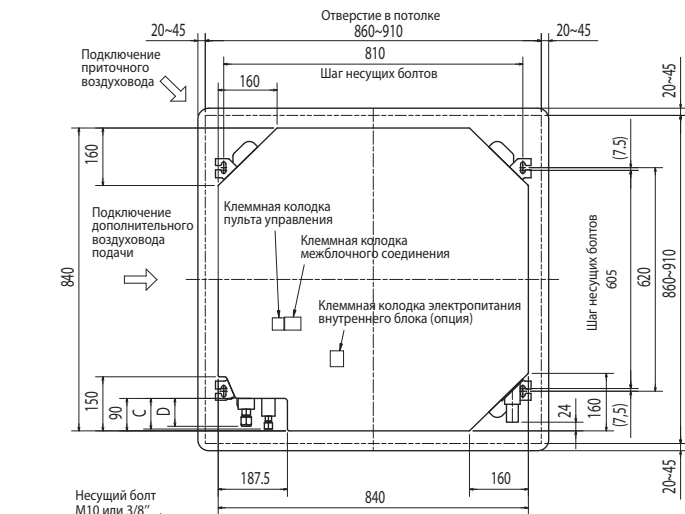 Отверстие в потолке
20~45
860~910
20~45
810
Подключение
приточного
воздуховода
Шаг несущих болтов
160
20~45
160
(7.5)
Подключение
дополнительного
воздуховода
подачи
Клеммная колодка
пульта управления
Клеммная колодка
межблочного соединения
Клеммная колодка электропитания
внутреннего блока (опция)
840
Шаг несущих болтов
605
620
860~910
150
90
C
D
24
160
(7,5)
187.5
160
20~45
840
Несущий болт
M10 или 3/8”